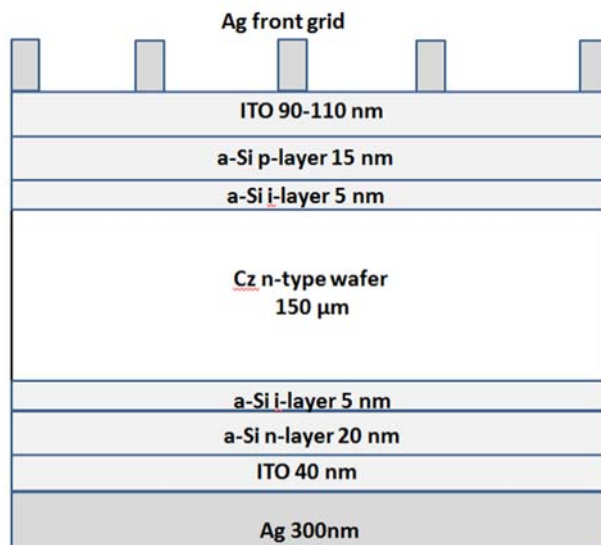 Ag front grid
ITO 90-110 nm
a-Si p-layer 15 nm
a-Si i-layer 5 nm
Cz n-type wafer
150 µm
a-Si i-layer 5 nm
a-Si n-layer 20 nm
ITO 40 nm
Ag 300nm